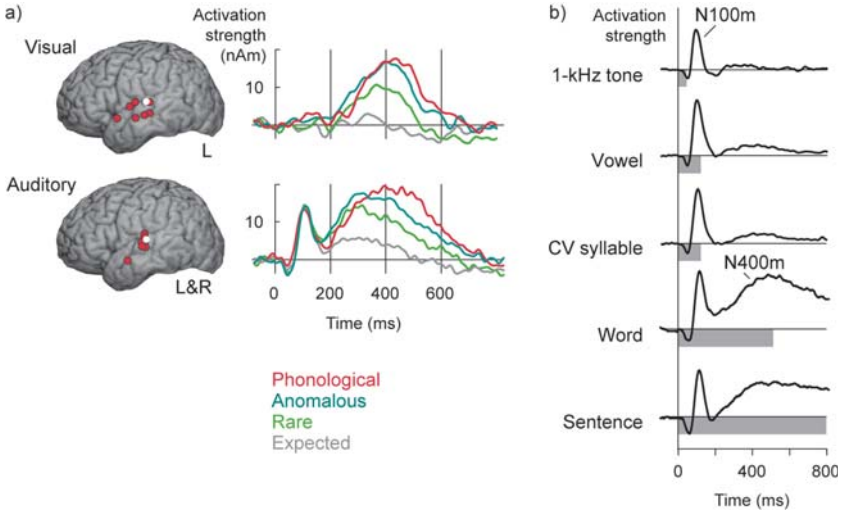 a)
Visual
L
Activation
strength
(nAm)
10
Auditory
L&R
10
0 200 400 600
Time (ms)
Phonological
Anomalous
Rare
Expected
b)
Activation
strength
N100m
1-kHz tone
Vowel
CV syllable
N400m
Word
Sentence
0 400 800
Time (ms)